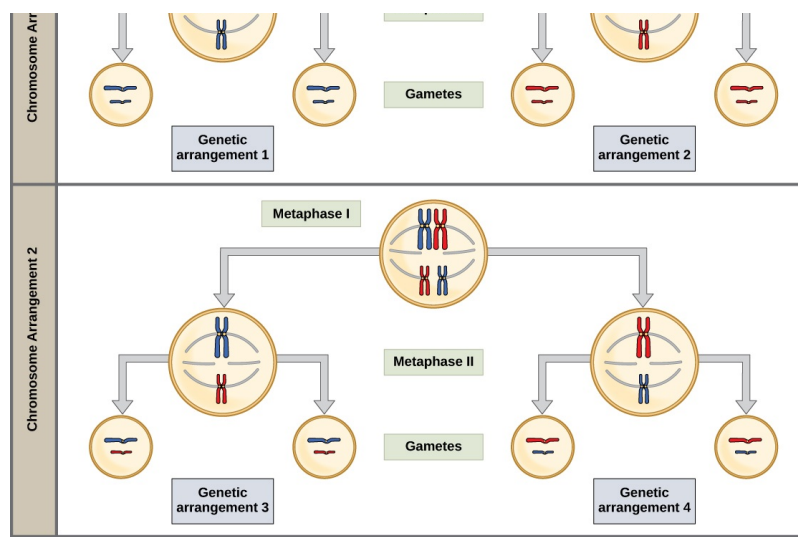 Chromosome Ar
Gametes
Genetic
arrangement 1
Genetic
arrangement 2
Chromosome Arrangement 2
Metaphase I
Metaphase II
Gametes
Genetic
arrangement 3
Genetic
arrangement 4